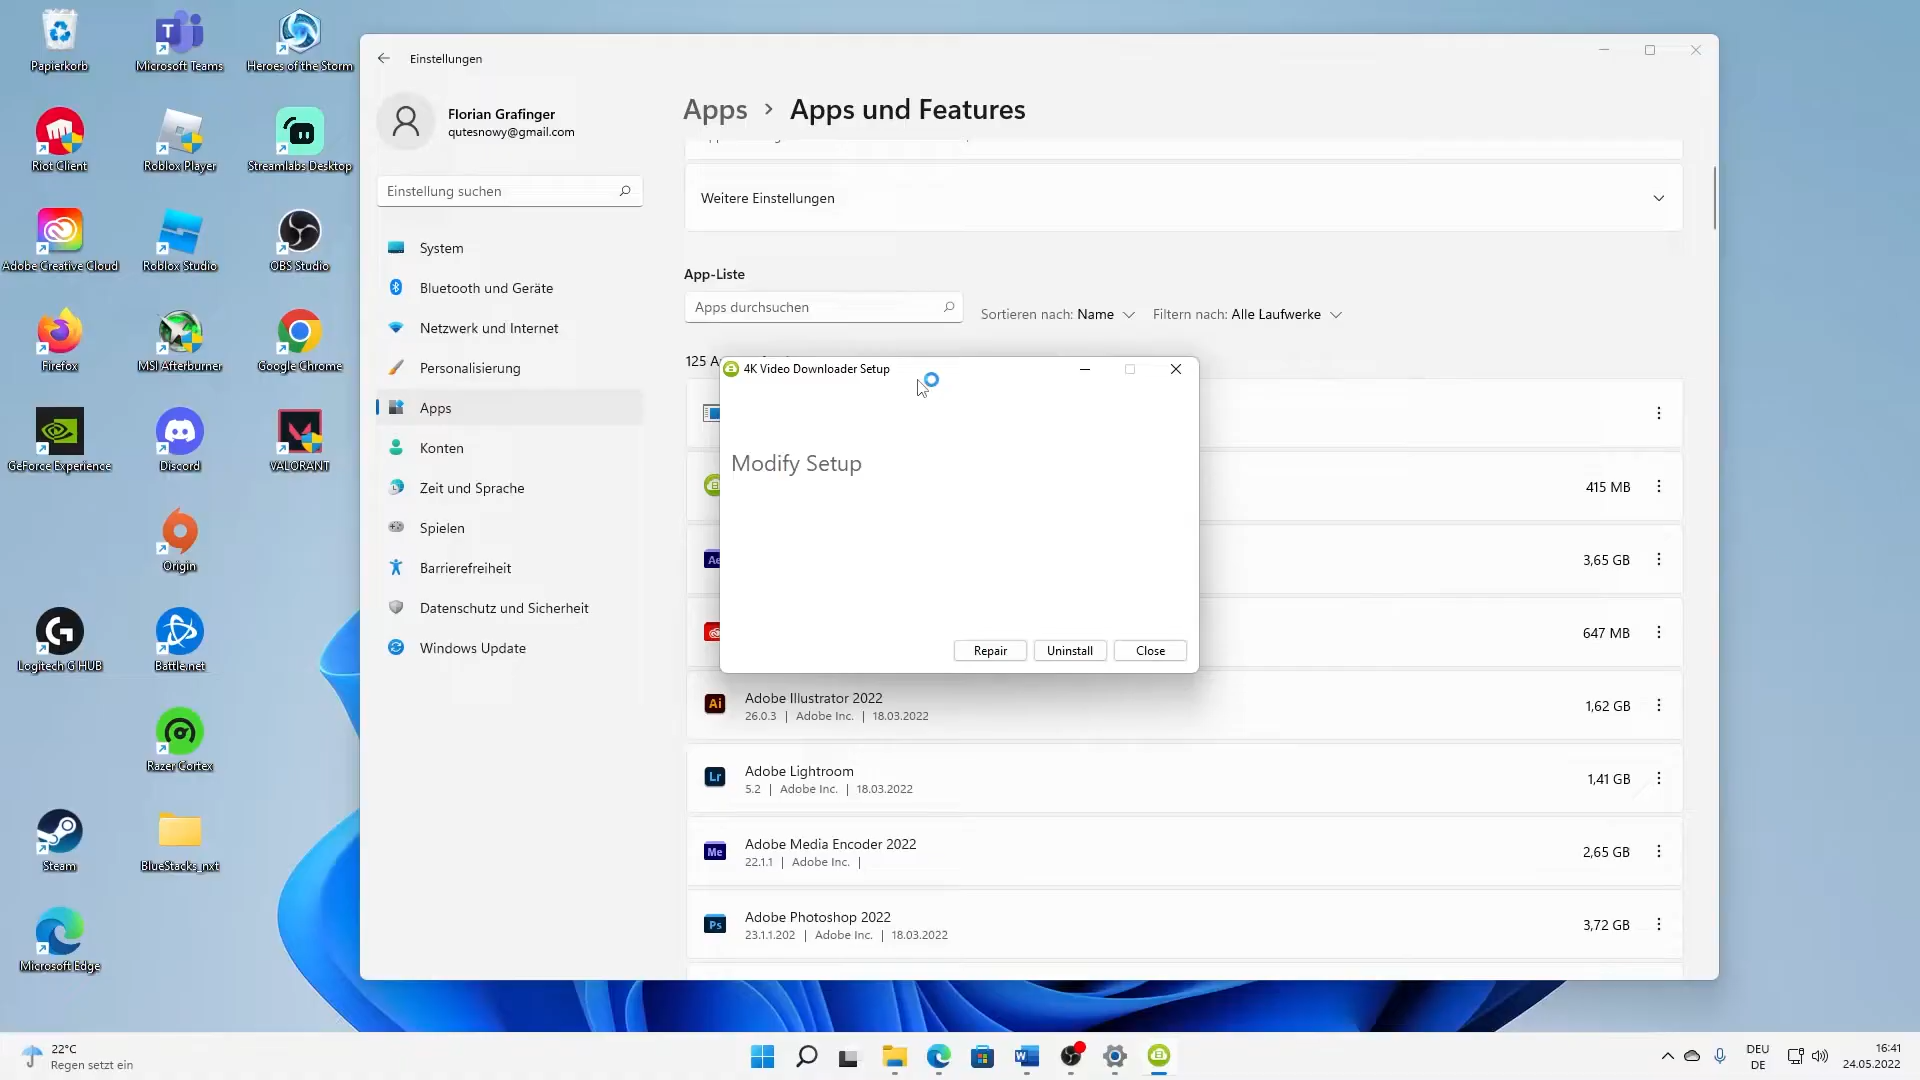 Papierkorb
Microsoft Teams
Heroes of the Storm
Riot Client
Roblox Player
Streamlabs Desktop
Adobe Creative Cloud
Roblox Studio
OBS Studio
Firefox
MSI Afterburner
Google Chrome
GeForce Experience
Discord
VALORANT
Origin
Logitech G HUB
Battle.net
Razer Cortex
Steam
BlueStacks_nxt
Microsoft Edge
Einstellungen
Florian Grafinger
qutesnowy@gmail.com
Einstellung suchen
System
Bluetooth und Geräte
Netzwerk und Internet
Personalisierung
Apps
Konten
Zeit und Sprache
Spielen
Barrierefreiheit
Datenschutz und Sicherheit
Windows Update
Apps › Apps und Features
Weitere Einstellungen
App-Liste
Apps durchsuchen
Sortieren nach: Name
Filtern nach: Alle Laufwerke
125
4K Video Downloader Setup
Modify Setup
Repair
Uninstall
Close
415 MB
Ae
3,65 GB
647 MB
Ai
Adobe Illustrator 2022
26.0.3 | Adobe Inc. | 18.03.2022
1,62 GB
Lr
Adobe Lightroom
5.2 | Adobe Inc. | 18.03.2022
1,41 GB
Me
Adobe Media Encoder 2022
22.1.1 | Adobe Inc. |
2,65 GB
Ps
Adobe Photoshop 2022
23.1.1.202 | Adobe Inc. | 18.03.2022
3,72 GB
22°C
Regen setzt ein
DEU
DE
16:41
24.05.2022